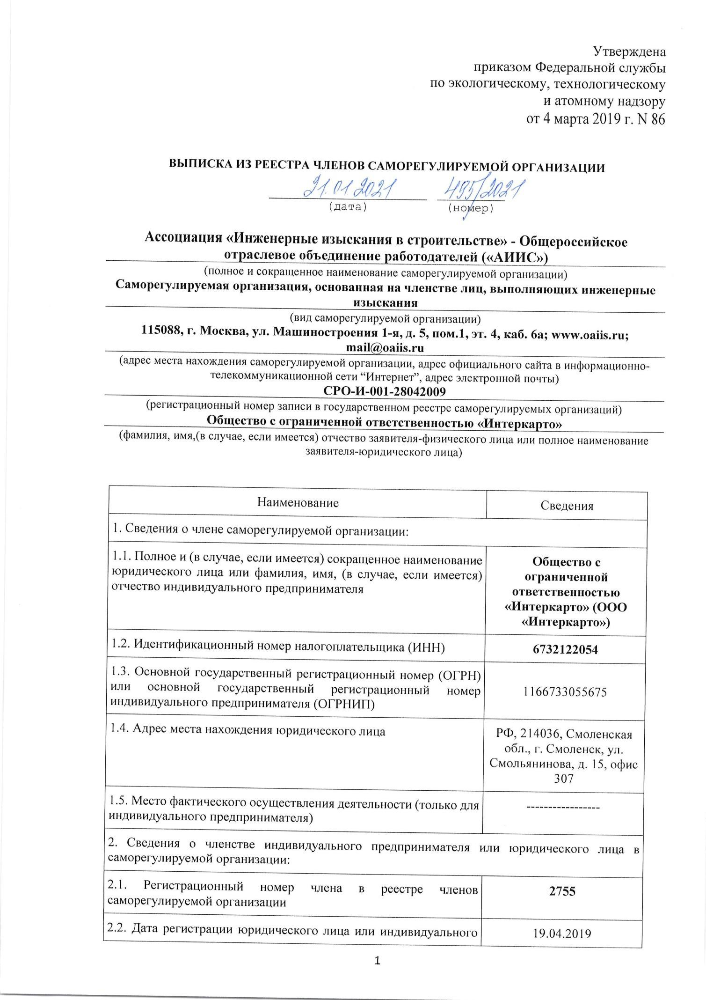 Утверждена
приказом Федеральной службы
по экологическому, технологическому
и атомному надзору
от 4 марта 2019 г. N 86
ВЫПИСКА ИЗ РЕЕСТРА ЧЛЕНОВ САМОРЕГУЛИРУЕМОЙ ОРГАНИЗАЦИИ
21.01.2021 495/2021
(дата) (номер)
Ассоциация «Инженерные изыскания в строительстве» - Общероссийское
отраслевое объединение работодателей («АИИС»)
(полное и сокращенное наименование саморегулируемой организации)
Саморегулируемая организация, основанная на членстве лиц, выполняющих инженерные
изыскания
(вид саморегулируемой организации)
115088, г. Москва, ул. Машиностроения 1-я, д. 5, пом.1, эт. 4, каб. 6а; www.oaiis.ru;
mail@oaiis.ru
(адрес места нахождения саморегулируемой организации, адрес официального сайта в информационно-
телекоммуникационной сети “Интернет”, адрес электронной почты)
СРО-И-001-28042009
(регистрационный номер записи в государственном реестре саморегулируемых организаций)
Общество с ограниченной ответственностью «Интеркарто»
(фамилия, имя,(в случае, если имеется) отчество заявителя-физического лица или полное наименование
заявителя-юридического лица)
Наименование
Сведения
1. Сведения о члене саморегулируемой организации:
1.1. Полное и (в случае, если имеется) сокращенное наименование
юридического лица или фамилия, имя, (в случае, если имеется)
отчество индивидуального предпринимателя
Общество с
ограниченной
ответственностью
«Интеркарто» (ООО
«Интеркарто»)
1.2. Идентификационный номер налогоплательщика (ИНН)
6732122054
1.3. Основной государственный регистрационный номер (ОГРН)
или основной государственный регистрационный номер
индивидуального предпринимателя (ОГРНИП)
1166733055675
1.4. Адрес места нахождения юридического лица
РФ, 214036, Смоленская
обл., г. Смоленск, ул.
Смольянинова, д. 15, офис
307
1.5. Место фактического осуществления деятельности (только для
индивидуального предпринимателя)
-----------------
2. Сведения о членстве индивидуального предпринимателя или юридического лица в
саморегулируемой организации:
2.1. Регистрационный номер члена в реестре членов
саморегулируемой организации
2755
2.2. Дата регистрации юридического лица или индивидуального
19.04.2019
1